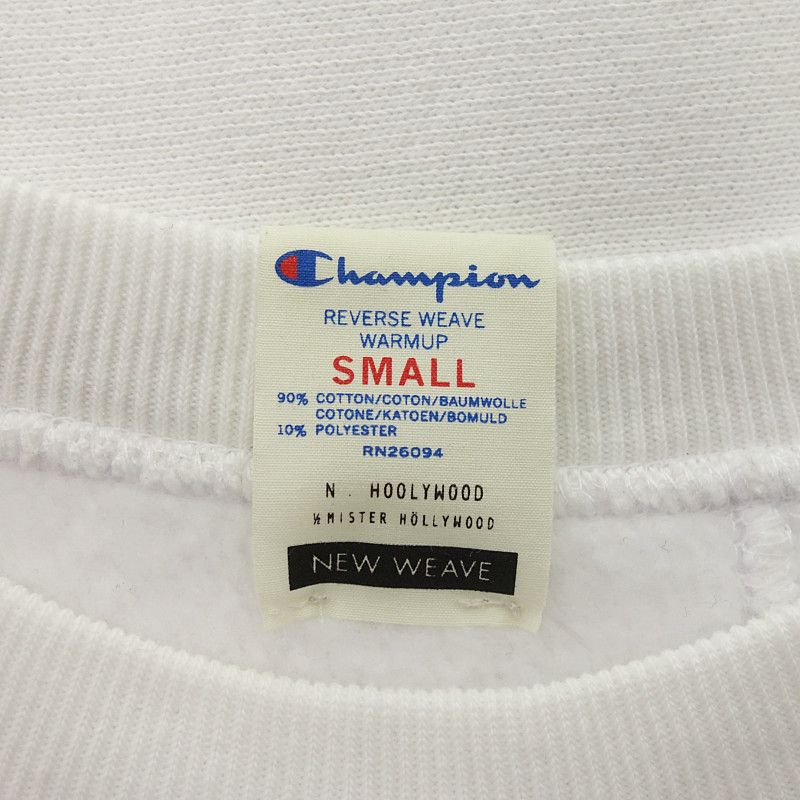 Champion
REVERSE WEAVE
WARMUP
SMALL
90% COTTON/COTON/BAUMWOLLE
COTONE/KATOEN/BOMULD
10% POLYESTER
RN26094
N. HOOLYWOOD
½ MISTER HÖLLYWOOD
NEW WEAVE